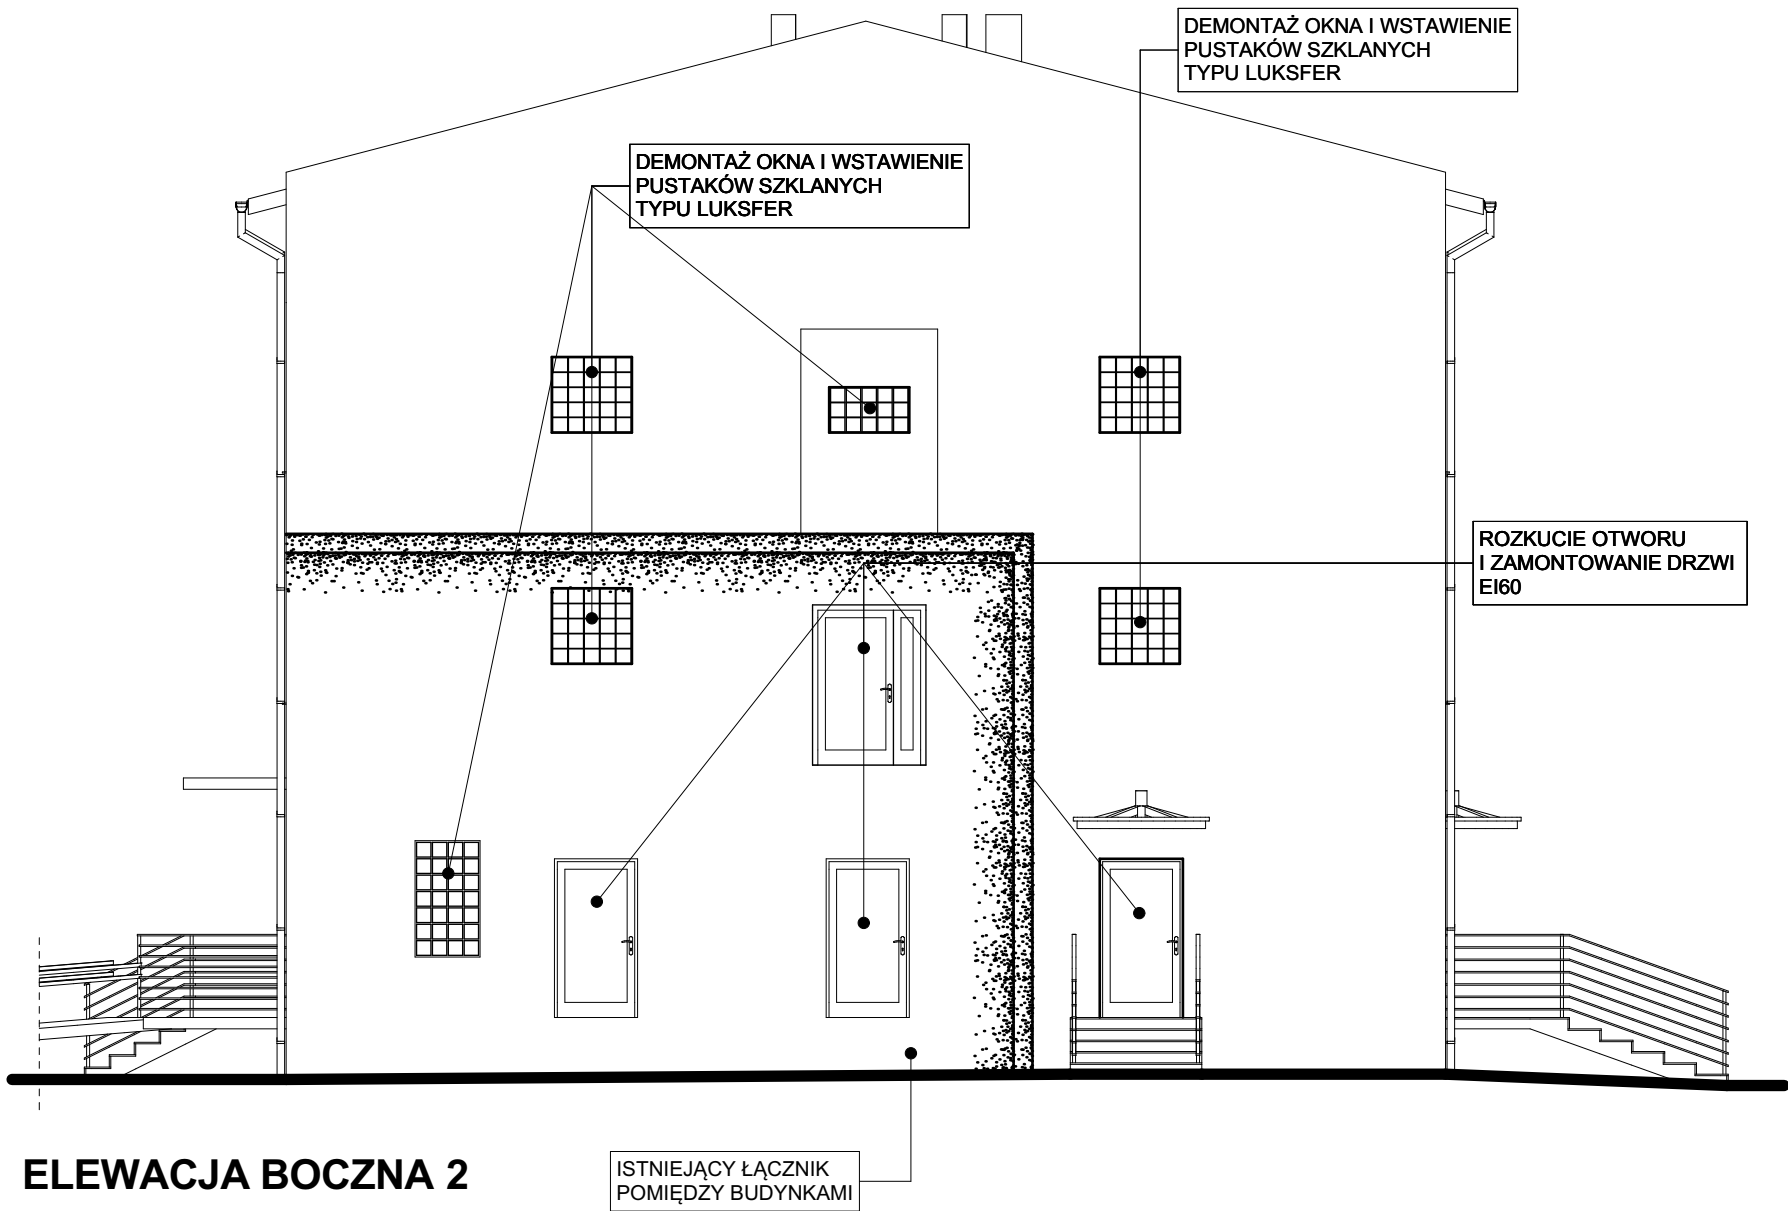 DEMONTAŻ OKNA I WSTAWIENIE
PUSTAKÓW SZKLANYCH
TYPU LUKSFER
DEMONTAŻ OKNA I WSTAWIENIE
PUSTAKÓW SZKLANYCH
TYPU LUKSFER
ROZKUCIE OTWORU
I ZAMONTOWANIE DRZWI
EI60
ELEWACJA BOCZNA 2
ISTNIEJĄCY ŁĄCZNIK
POMIĘDZY BUDYNKAMI